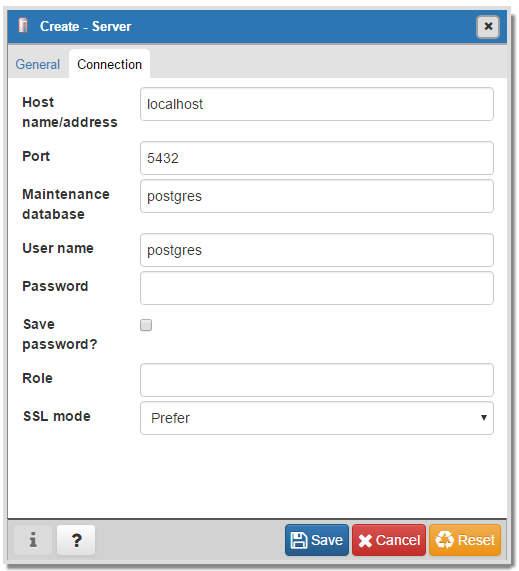 Create - Server
General Connection
Host
name/address
localhost
Port
5432
Maintenance
database
postgres
User name
postgres
Password
Save
password?
Role
SSL mode
Prefer
i ? Save Cancel Reset